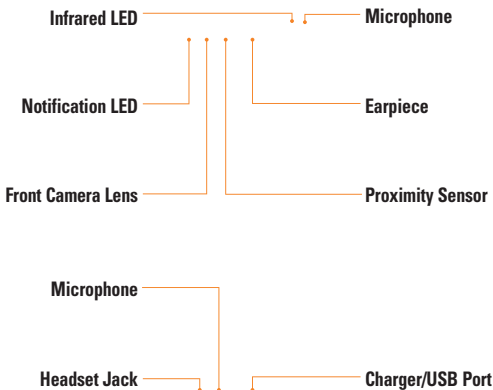 Infrared LED
Microphone
Notification LED
Earpiece
Front Camera Lens
Proximity Sensor
Microphone
Headset Jack
Charger/USB Port